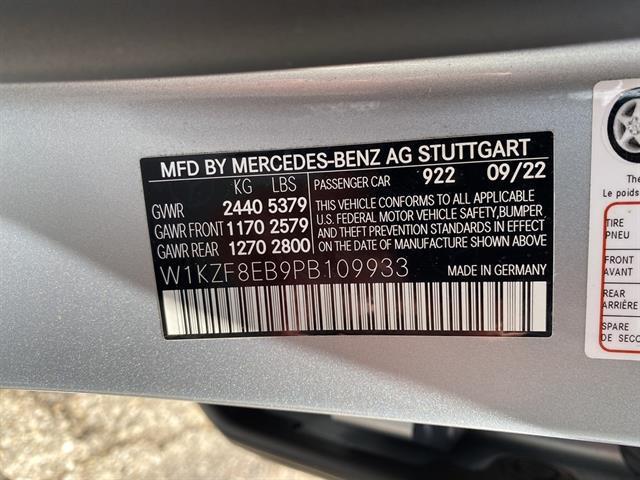 MFD BY MERCEDES-BENZ AG STUTTGART
KG LBS PASSENGER CAR 922 09/22
GVWR 2440 5379
GAWR FRONT 1170 2579
GAWR REAR 1270 2800
THIS VEHICLE CONFORMS TO ALL APPLICABLE
U.S. FEDERAL MOTOR VEHICLE SAFETY,BUMPER
AND THEFT PREVENTION STANDARDS IN EFFECT
ON THE DATE OF MANUFACTURE SHOWN ABOVE.
W1KZF8EB9PB109933 MADE IN GERMANY
The
Le poids
TIRE
PNEU
FRONT
AVANT
REAR
ARRIÈRE
SPARE
DE SECO